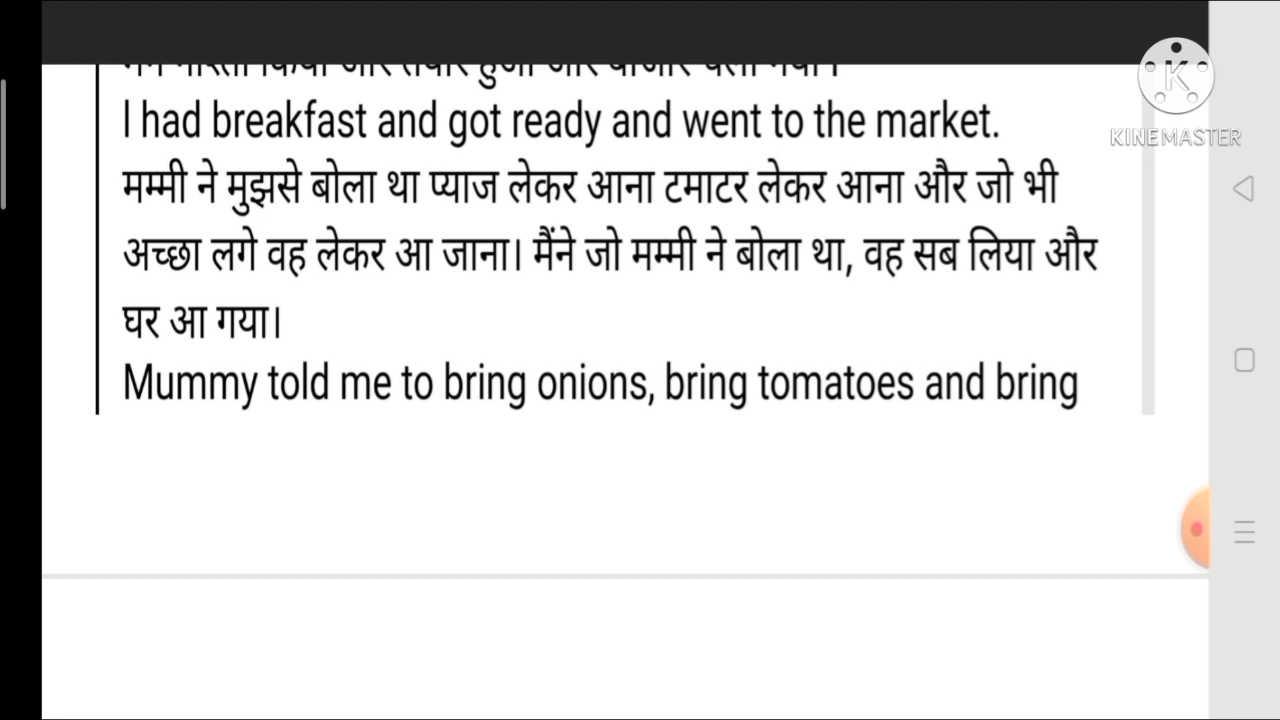 I had breakfast and got ready and went to the market.
मम्मी ने मुझसे बोला था प्याज लेकर आना टमाटर लेकर आना और जो भी
अच्छा लगे वह लेकर आ जाना। मैंने जो मम्मी ने बोला था, वह सब लिया और
घर आ गया।
Mummy told me to bring onions, bring tomatoes and bring
K
KINEMASTER